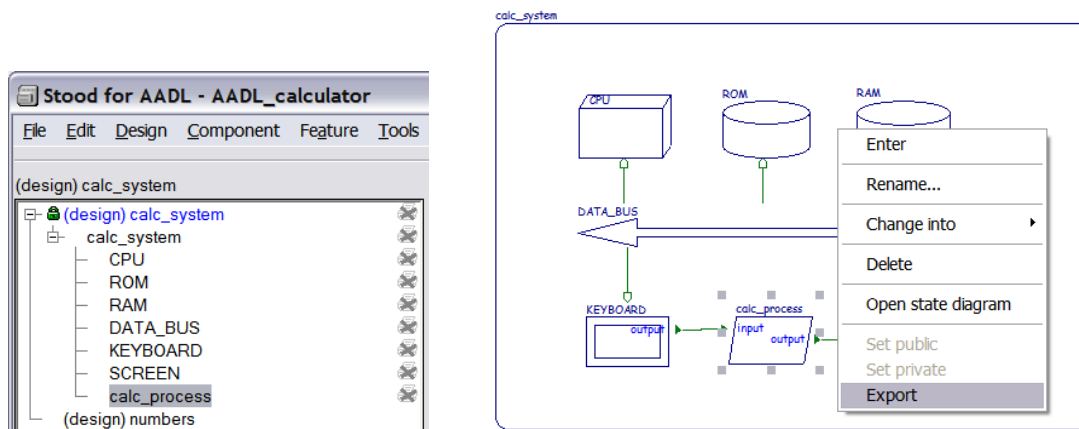 Stood for AADL - AADL_calculator
File Edit Design Component Feature Tools
(design) calc_system
(design) calc_system
calc_system
CPU
ROM
RAM
DATA_BUS
KEYBOARD
SCREEN
calc_process
(design) numbers
calc_system
CPU
ROM
RAM
DATA_BUS
KEYBOARD
output
calc_process
input
output
Enter
Rename...
Change into
Delete
Open state diagram
Set public
Set private
Export